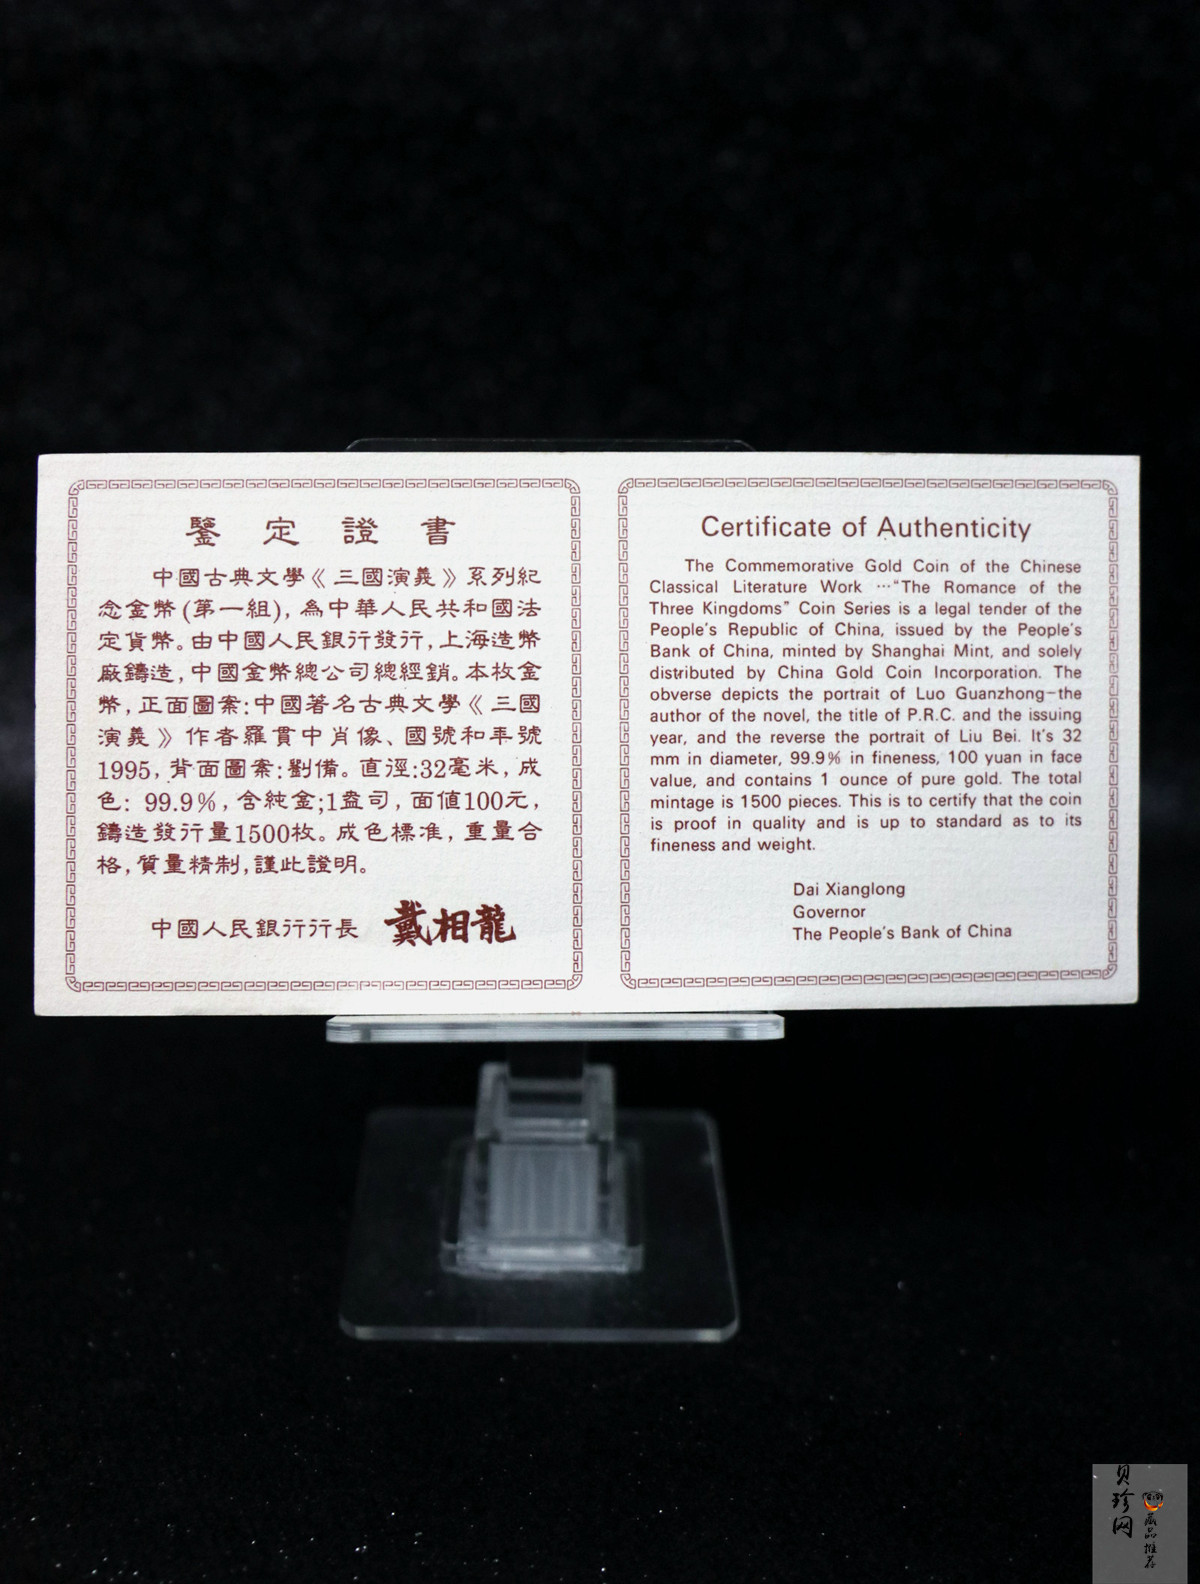 鑒定證書
中國古典文學《三國演義》系列紀
念金幣(第一組),為中華人民共和國法
定貨幣。由中國人民銀行發行,上海造幣
廠鑄造,中國金幣總公司總經銷。本枚金
幣,正面圖案:中國著名古典文學《三國
演義》作者羅貫中肖像、國號和年號
1995,背面圖案:劉備。直徑:32毫米,成
色: 99.9%,含純金;1盎司,面值100元,
鑄造發行量1500枚。成色標准,重量合
格,質量精制,謹此證明。
中國人民銀行行長 戴相龍
Certificate of Authenticity
The Commemorative Gold Coin of the Chinese
Classical Literature Work ···“The Romance of the
Three Kingdoms” Coin Series is a legal tender of the
People's Republic of China, issued by the People's
Bank of China, minted by Shanghai Mint, and solely
distributed by China Gold Coin Incorporation. The
obverse depicts the portrait of Luo Guanzhong-the
author of the novel, the title of P.R.C. and the issuing
year, and the reverse the portrait of Liu Bei. It's 32
mm in diameter, 99.9% in fineness, 100 yuan in face
value, and contains 1 ounce of pure gold. The total
mintage is 1500 pieces. This is to certify that the coin
is proof in quality and is up to standard as to its
fineness and weight.
Dai Xianglong
Governor
The People's Bank of China
贝珍网
藏品推荐